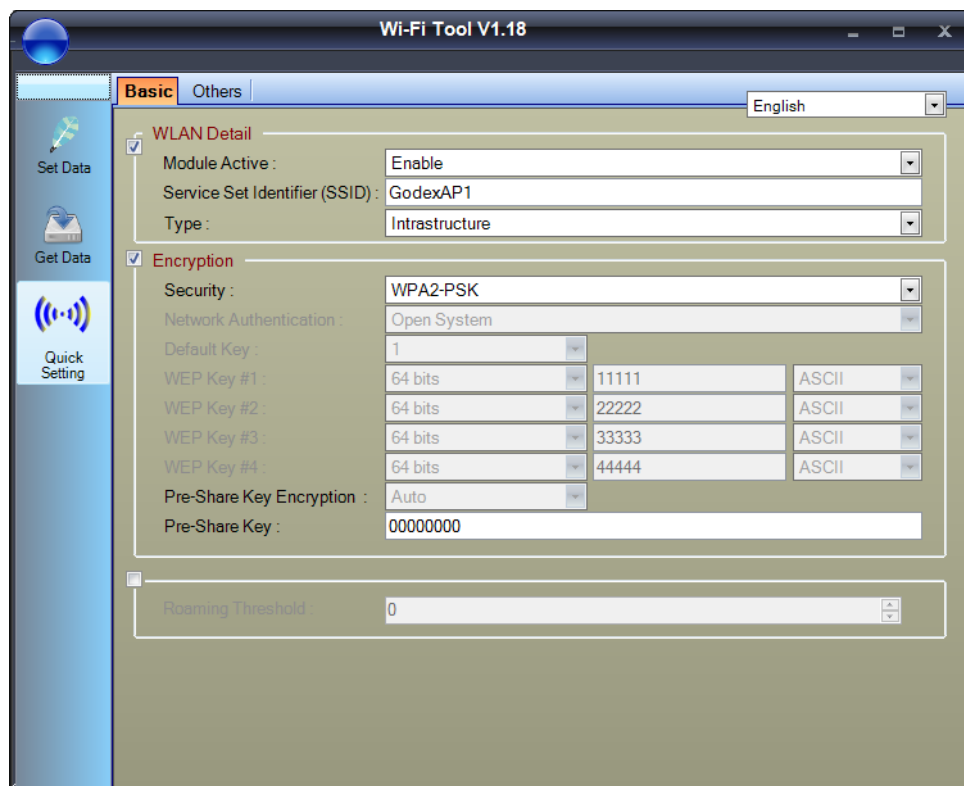 Wi-Fi Tool V1.18
Basic Others
English
Set Data
Get Data
Quick
Setting
WLAN Detail
Module Active : Enable
Service Set Identifier (SSID) : GodexAP1
Type : Intrastructure
Encryption
Security : WPA2-PSK
Network Authentication : Open System
Default Key : 1
WEP Key #1 : 64 bits 11111 ASCII
WEP Key #2 : 64 bits 22222 ASCII
WEP Key #3 : 64 bits 33333 ASCII
WEP Key #4 : 64 bits 44444 ASCII
Pre-Share Key Encryption : Auto
Pre-Share Key : 00000000
Roaming Threshold : 0